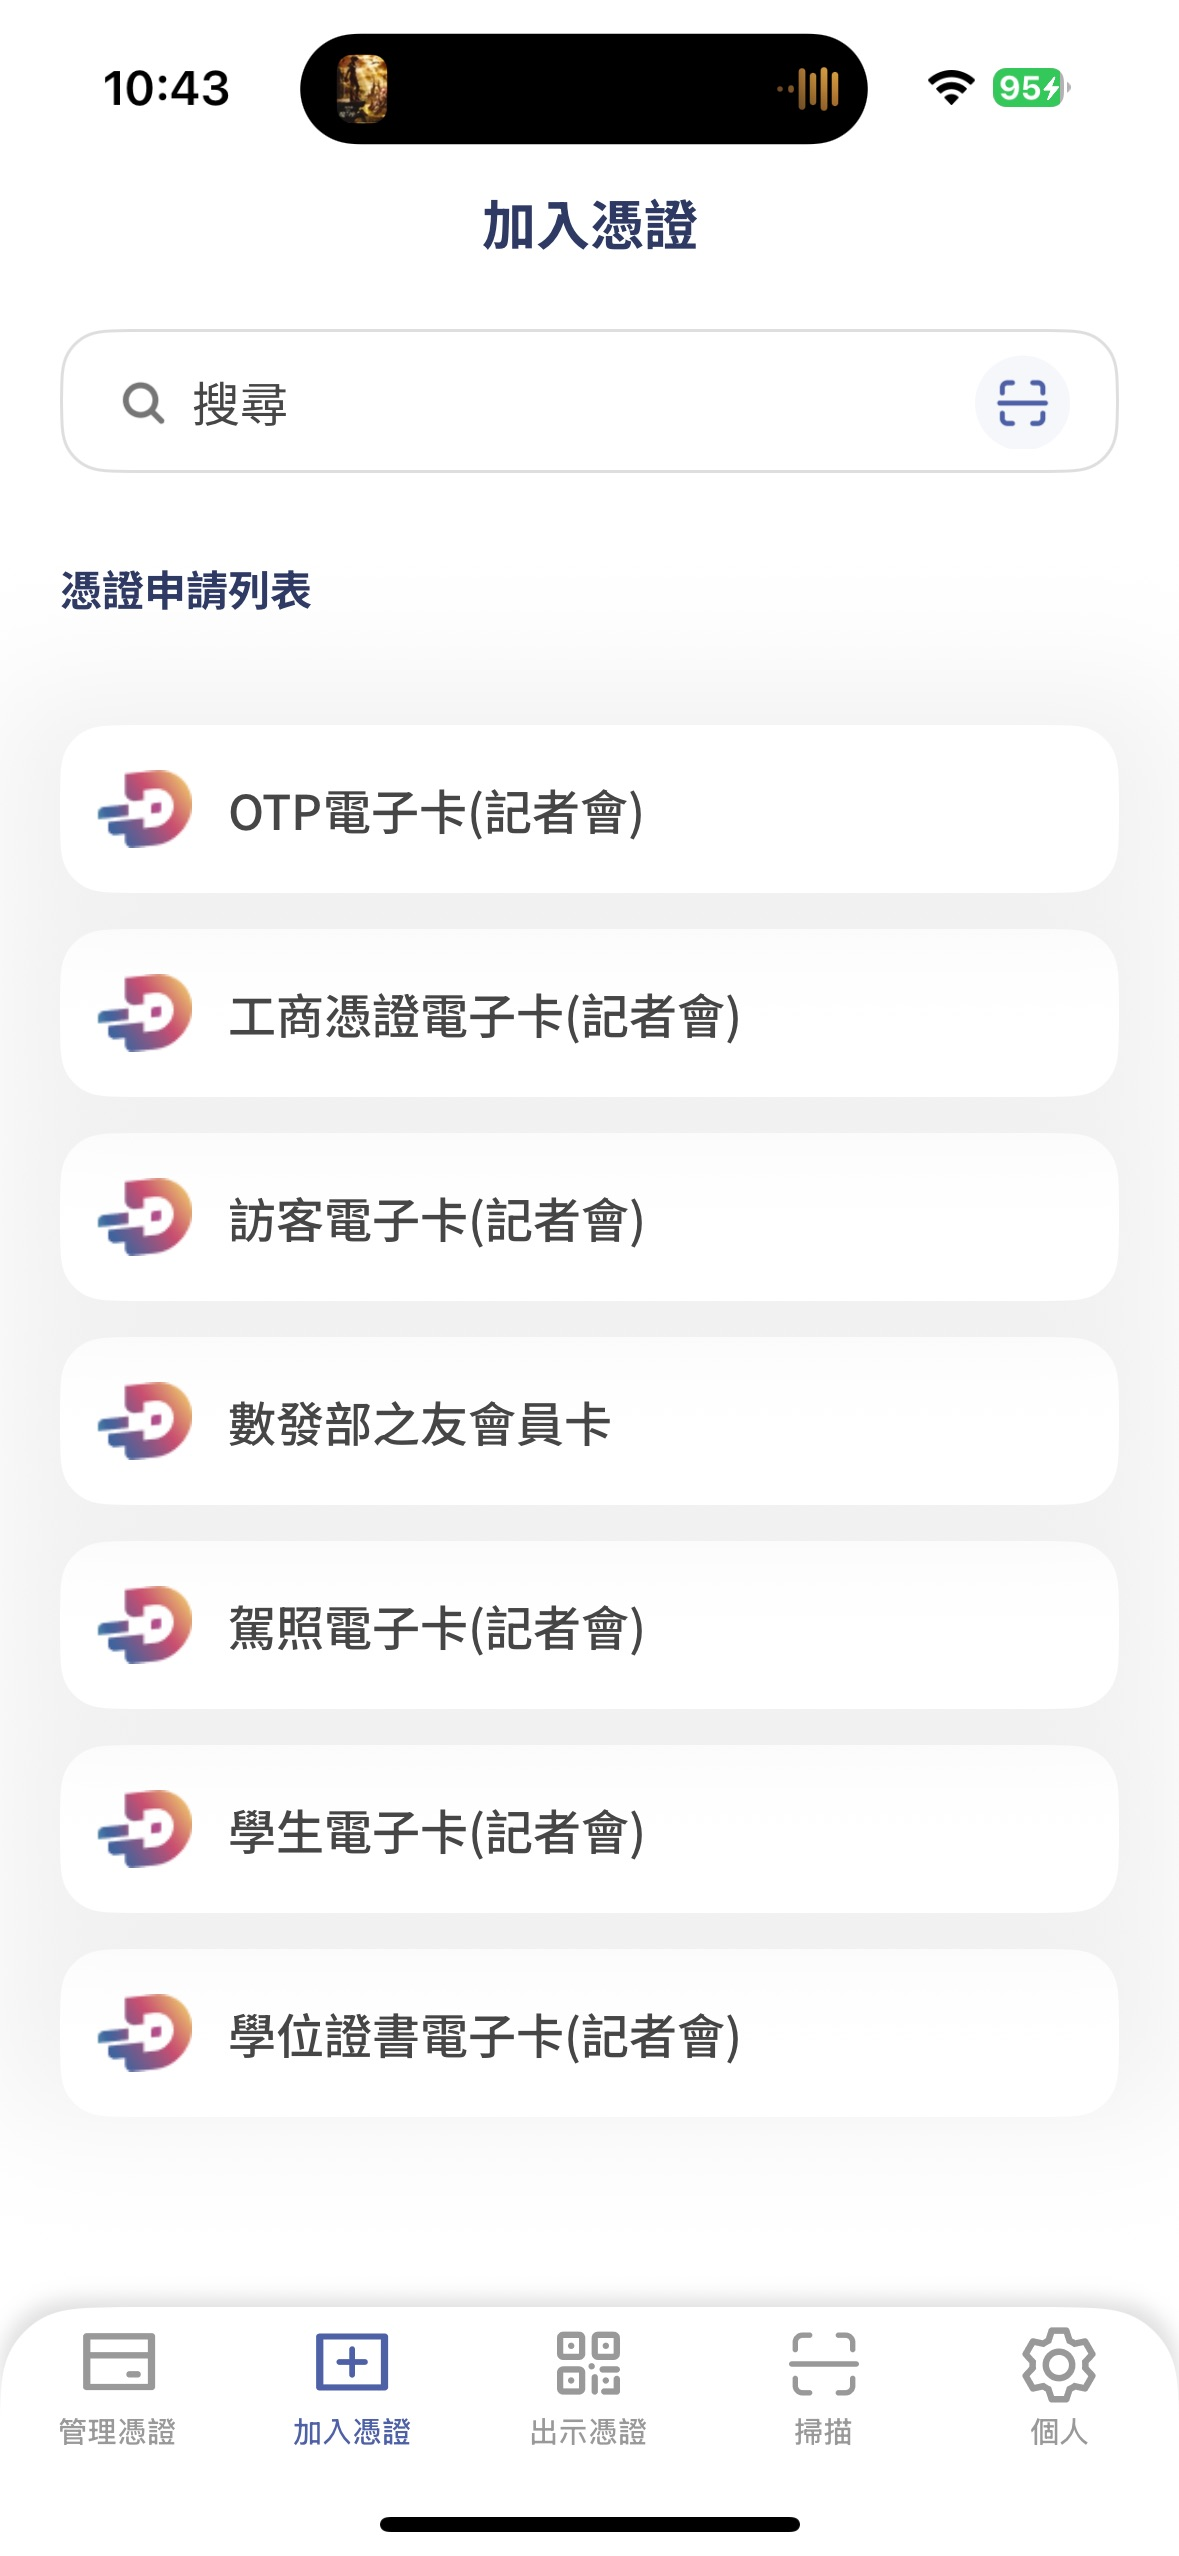 10:43
95
加入憑證
搜尋
憑證申請列表
OTP電子卡(記者會)
工商憑證電子卡(記者會)
訪客電子卡(記者會)
數發部之友會員卡
駕照電子卡(記者會)
學生電子卡(記者會)
學位證書電子卡(記者會)
管理憑證
加入憑證
出示憑證
掃描
個人